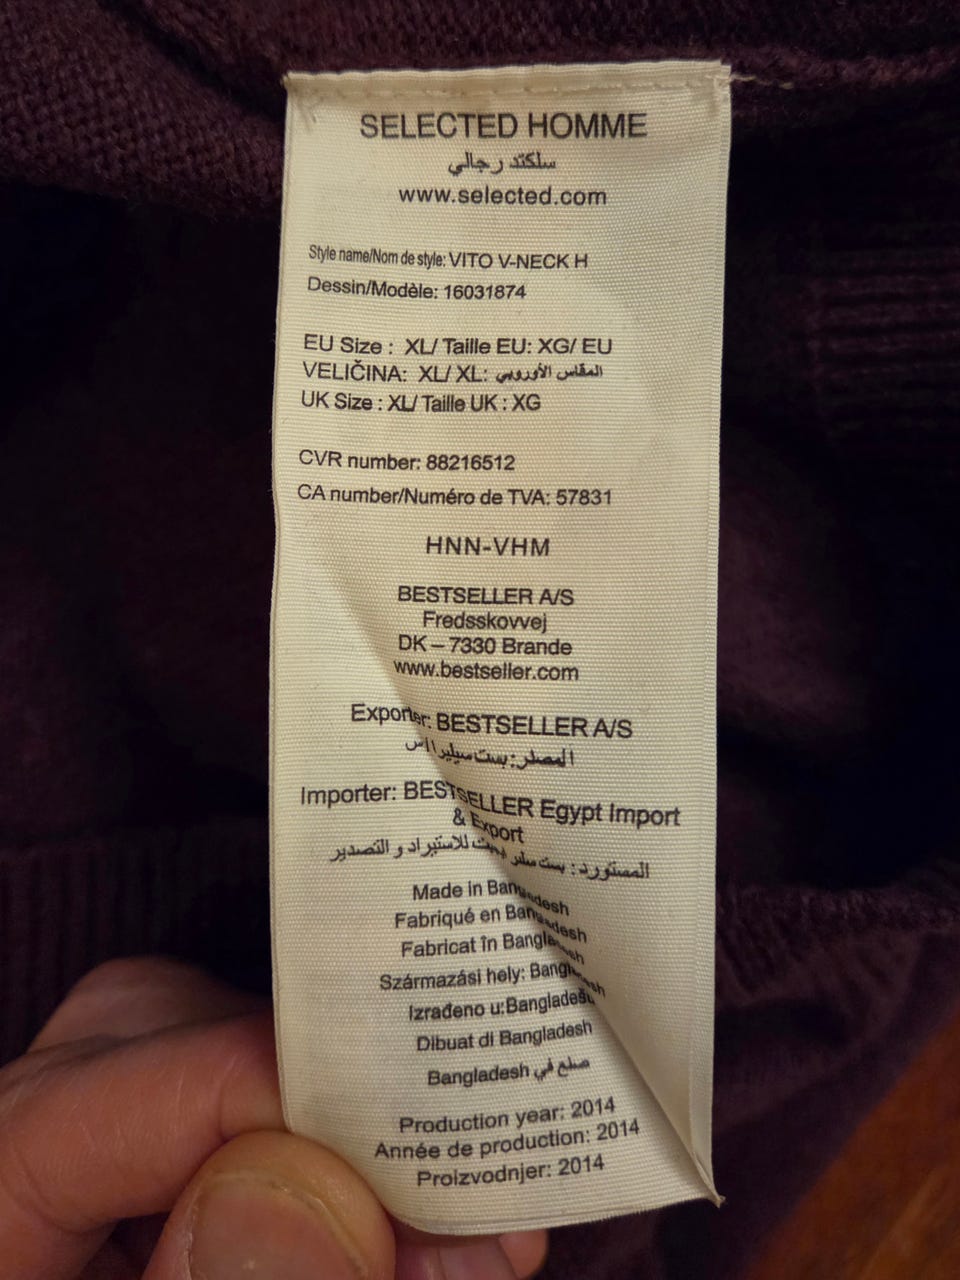 SELECTED HOMME
سلكتد رجالي
www.selected.com
Style name/Nom de style: VITO V-NECK H
Dessin/Modèle: 16031874
EU Size : XL/ Taille EU: XG/ EU
VELIČINA: XL/ XL: المقاس الأوروبي
UK Size : XL/ Taille UK : XG
CVR number: 88216512
CA number/Numéro de TVA: 57831
HNN-VHM
BESTSELLER A/S
Fredsskovvej
DK – 7330 Brande
www.bestseller.com
Exporter: BESTSELLER A/S
المصدر: بست سيلير ا اس
Importer: BESTSELLER Egypt Import
& Export
المستورد: بست سلر للاستيراد و التصدير
Made in Bangladesh
Fabriqué en Bangladesh
Fabricat în Bangladesh
Származási hely: Bangladesh
Izrađeno u:Bangladešu
Dibuat di Bangladesh
Bangladesh صنع في
Production year: 2014
Année de production: 2014
Proizvodnjer: 2014